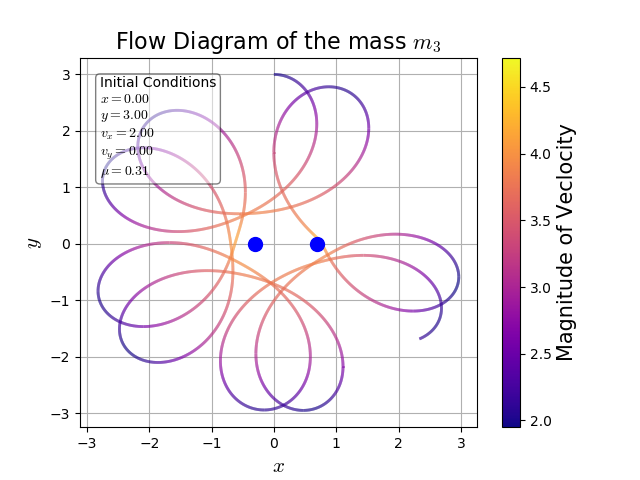 Flow Diagram of the mass m₃
Initial Conditions
x = 0.00
y = 3.00
vₓ = 2.00
v_y = 0.00
μ = 0.31
3
2
1
0
−1
−2
−3
y
−3
−2
−1
0
1
2
3
x
4.5
4.0
3.5
3.0
2.5
2.0
Magnitude of Veclocity